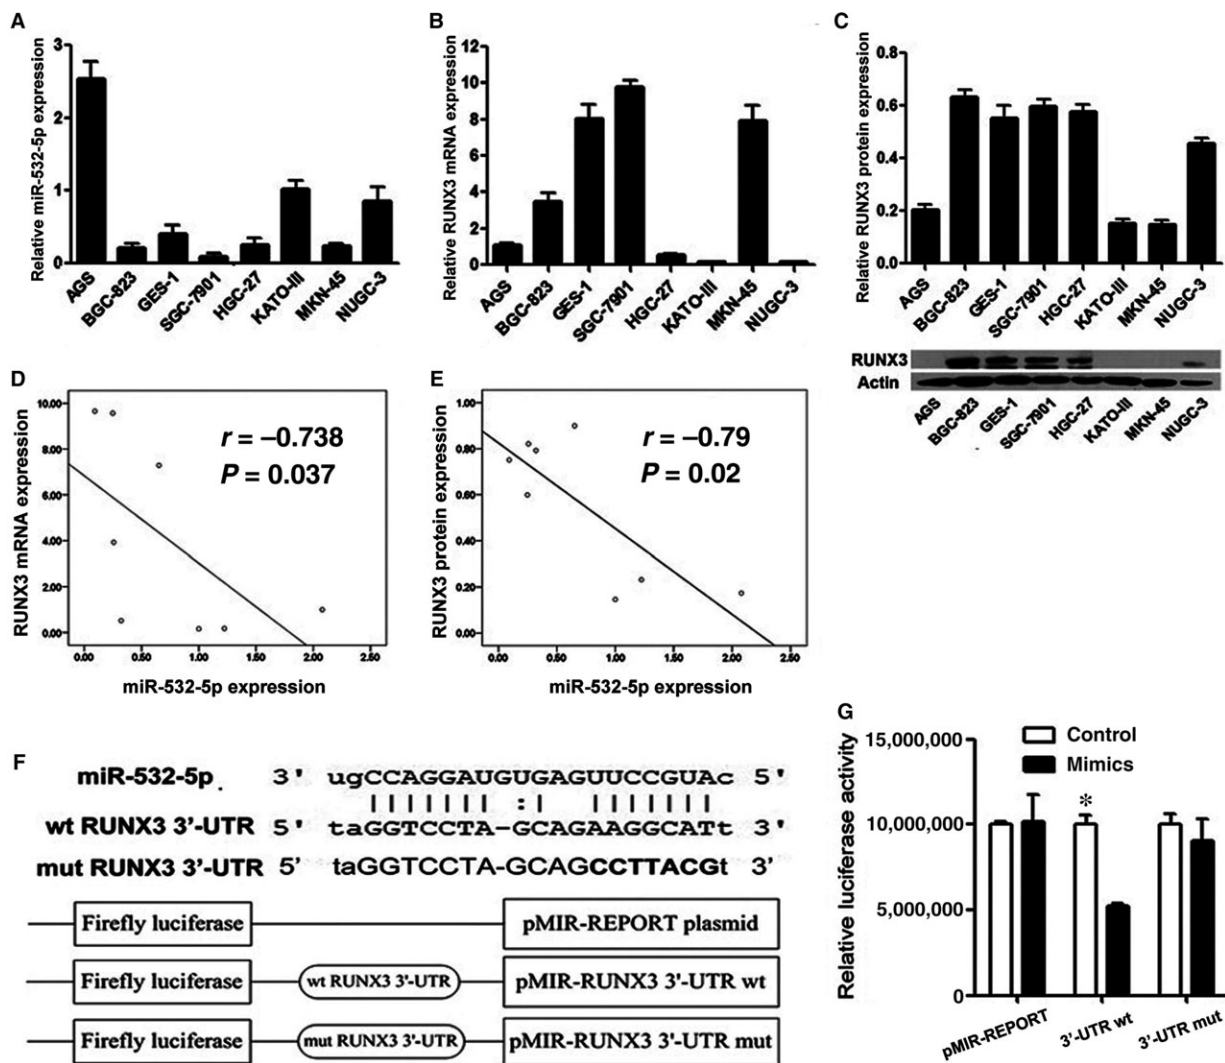 A
Relative miR-532-5p expression
3
2
1
0
AGS
BGC-823
GES-1
SGC-7901
HGC-27
KATO-III
MKN-45
NUGC-3
B
Relative RUNX3 mRNA expression
12
10
8
6
4
2
0
AGS
BGC-823
GES-1
SGC-7901
HGC-27
KATO-III
MKN-45
NUGC-3
C
Relative RUNX3 protein expression
0.8
0.6
0.4
0.2
0.0
AGS
BGC-823
GES-1
SGC-7901
HGC-27
KATO-III
MKN-45
NUGC-3
RUNX3
Actin
AGS
BGC-823
GES-1
SGC-7901
HGC-27
KATO-III
MKN-45
NUGC-3
D
RUNX3 mRNA expression
10.00
8.00
6.00
4.00
2.00
0.00
r = –0.738
P = 0.037
0.00 0.50 1.00 1.50 2.00 2.50
miR-532-5p expression
E
RUNX3 protein expression
1.00
0.80
0.60
0.40
0.20
0.00
r = –0.79
P = 0.02
0.00 0.50 1.00 1.50 2.00 2.50
miR-532-5p expression
F
miR-532-5p 3' ugCCAGGAUGUGAGUUCCGUAc 5'
wt RUNX3 3'-UTR 5' taGGTCCTA-GCAGAAGGCATt 3'
mut RUNX3 3'-UTR 5' taGGTCCTA-GCAGCCTTACGt 3'
Firefly luciferase pMIR-REPORT plasmid
Firefly luciferase wt RUNX3 3'-UTR pMIR-RUNX3 3'-UTR wt
Firefly luciferase mut RUNX3 3'-UTR pMIR-RUNX3 3'-UTR mut
G
Relative luciferase activity
15,000,000
10,000,000
5,000,000
0
Control
Mimics
*
pMIR-REPORT
3'-UTR wt
3'-UTR mut